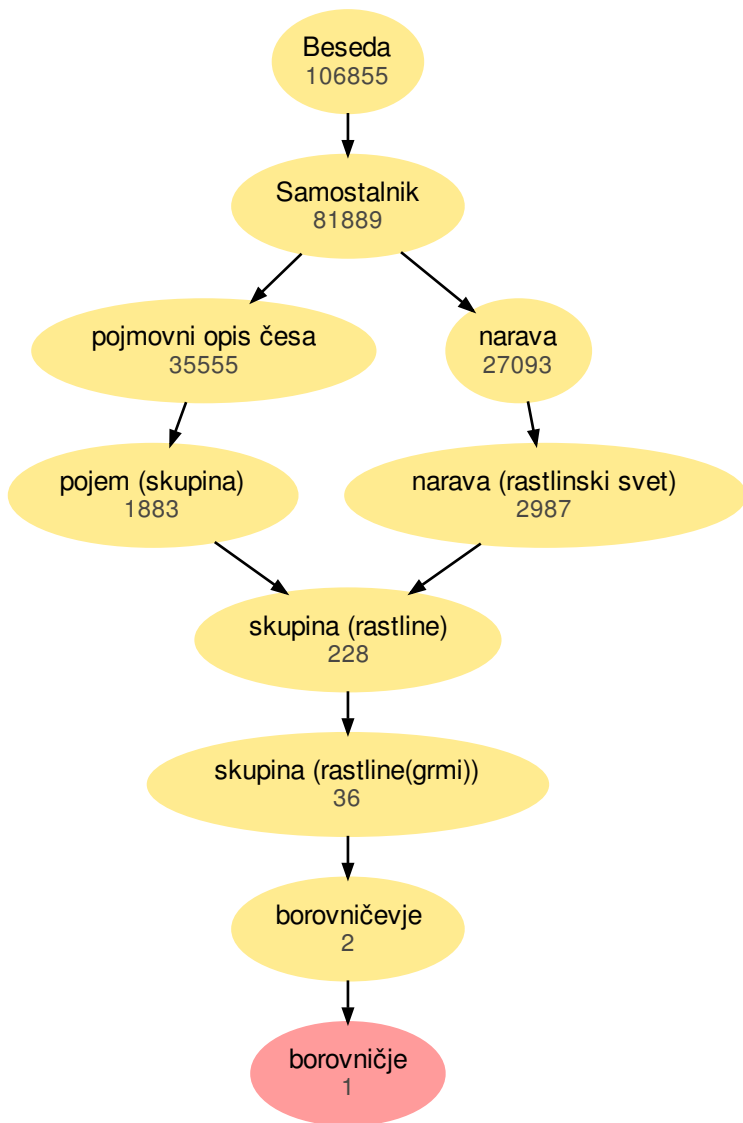 Beseda
106855
Samostalnik
81889
pojmovni opis česa
35555
narava
27093
pojem (skupina)
1883
narava (rastlinski svet)
2987
skupina (rastline)
228
skupina (rastline(grmi))
36
borovničevje
2
borovničje
1